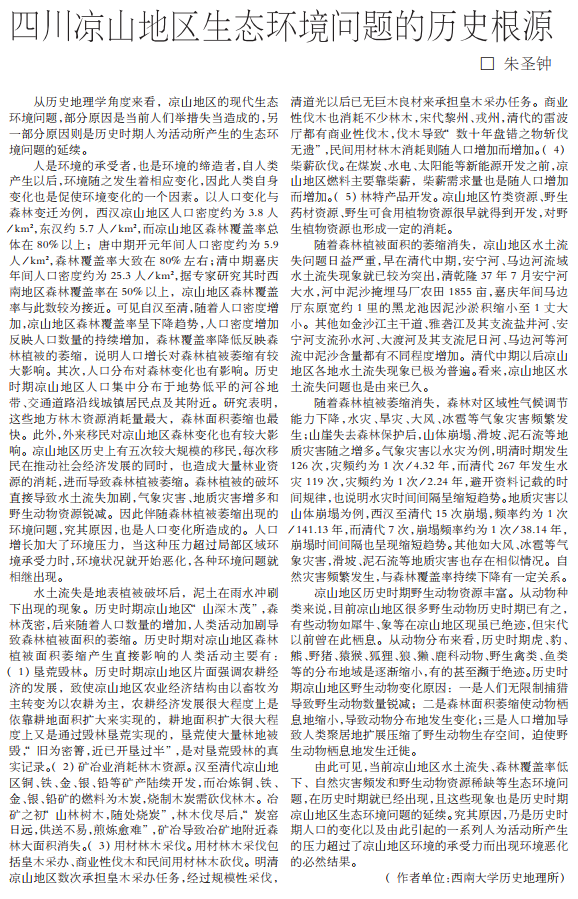 四川凉山地区生态环境问题的历史根源
□ 朱圣钟
从历史地理学角度来看，凉山地区的现代生态
环境问题,部分原因是当前人们举措失当造成的,另
一部分原因则是历史时期人为活动所产生的生态环
境问题的延续。
人是环境的承受者,也是环境的缔造者,自人类
产生以后,环境随之发生着相应变化,因此人类自身
变化也是促使环境变化的一个因素。以人口变化与
森林变迁为例，西汉凉山地区人口密度约为 3.8 人
/km²,东汉约 5.7 人/km²,而凉山地区森林覆盖率总
体在 80%以上；唐中期开元年间人口密度约为 5.9
人/km²,森林覆盖率大致在 80%左右;清中期嘉庆
年间人口密度约为 25.3 人/km²,据专家研究其时西
南地区森林覆盖率在 50%以上，凉山地区森林覆盖
率与此数较为接近。可见自汉至清,随着人口密度增
加,凉山地区森林覆盖率呈下降趋势,人口密度增加
反映人口数量的持续增加，森林覆盖率降低反映森
林植被的萎缩，说明人口增长对森林植被萎缩有较
大影响。其次,人口分布对森林变化也有影响。历史
时期凉山地区人口集中分布于地势低平的河谷地
带、交通道路沿线城镇居民点及其附近。研究表明，
这些地方林木资源消耗量最大，森林面积萎缩也最
快。此外,外来移民对凉山地区森林变化也有较大影
响。凉山地区历史上有五次较大规模的移民,每次移
民在推动社会经济发展的同时，也造成大量林业资
源的消耗,进而导致森林植被萎缩。森林植被的破坏
直接导致水土流失加剧,气象灾害、地质灾害增多和
野生动物资源锐减。因此伴随森林植被萎缩出现的
环境问题,究其原因,也是人口变化所造成的。人口
增长加大了环境压力，当这种压力超过局部区域环
境承受力时,环境状况就开始恶化,各种环境问题就
相继出现。
水土流失是地表植被破坏后，泥土在雨水冲刷
下出现的现象。历史时期凉山地区“山深木茂”,森
林茂密,后来随着人口数量的增加,人类活动加剧导
致森林植被面积的萎缩。历史时期对凉山地区森林
植被面积萎缩产生直接影响的人类活动主要有：
(1)垦荒毁林。历史时期凉山地区片面强调农耕经
济的发展，致使凉山地区农业经济结构由以畜牧为
主转变为以农耕为主，农耕经济发展很大程度上是
依靠耕地面积扩大来实现的，耕地面积扩大很大程
度上又是通过毁林垦荒实现的，垦荒使大量林地被
毁,“旧为密箐,近已开垦过半”,是对垦荒毁林的真
实记录。(2)矿冶业消耗林木资源。汉至清代凉山地
区铜、铁、金、银、铅等矿产陆续开发,而冶炼铜、铁、
金、银、铅矿的燃料为木炭,烧制木炭需砍伐林木。冶
矿之初“山林树木,随处烧炭”,林木伐尽后,“炭窑
日远,供送不易,煎炼愈难”,矿冶导致冶矿地附近森
林大面积消失。(3)用材林木采伐。用材林木采伐包
括皇木采办、商业性伐木和民间用材林木砍伐。明清
凉山地区数次承担皇木采办任务,经过规模性采伐，
清道光以后已无巨木良材来承担皇木采办任务。商业
性伐木也消耗不少林木,宋代黎州、戎州,清代的雷波
厅都有商业性伐木,伐木导致“数十年盘错之物斩伐
无遗”,民间用材林木消耗则随人口增加而增加。(4)
柴薪砍伐。在煤炭、水电、太阳能等新能源开发之前,凉
山地区燃料主要靠柴薪，柴薪需求量也是随人口增加
而增加。(5)林特产品开发。凉山地区竹类资源、野生
药材资源、野生可食用植物资源很早就得到开发,对野
生植物资源也形成一定的消耗。
随着森林植被面积的萎缩消失，凉山地区水土流
失问题日益严重,早在清代中期,安宁河、马边河流域
水土流失现象就已较为突出,清乾隆 37 年 7 月安宁河
大水,河中泥沙掩埋马厂农田 1855 亩,嘉庆年间马边
厅东原宽约 1 里的黑龙池因泥沙淤积缩小至 1 丈大
小。其他如金沙江主干道、雅砻江及其支流盐井河、安
宁河支流孙水河、大渡河及其支流尼日河、马边河等河
流中泥沙含量都有不同程度增加。清代中期以后凉山
地区各地水土流失现象已极为普遍。看来,凉山地区水
土流失问题也是由来已久。
随着森林植被萎缩消失，森林对区域性气候调节
能力下降,水灾、旱灾、大风、冰雹等气象灾害频繁发
生;山崖失去森林保护后,山体崩塌、滑坡、泥石流等地
质灾害随之增多。气象灾害以水灾为例,明清时期发生
126 次,灾频约为 1 次/4.32 年,而清代 267 年发生水
灾 119 次,灾频约为 1 次/2.24 年,避开资料记载的时
间规律,也说明水灾时间间隔呈缩短趋势。地质灾害以
山体崩塌为例,西汉至清代 15 次崩塌,频率约为 1 次
/141.13 年,而清代 7 次,崩塌频率约为 1 次/38.14 年,
崩塌时间间隔也呈现缩短趋势。其他如大风、冰雹等气
象灾害,滑坡、泥石流等地质灾害也存在相似情况。自
然灾害频繁发生,与森林覆盖率持续下降有一定关系。
凉山地区历史时期野生动物资源丰富。从动物种
类来说,目前凉山地区很多野生动物历史时期已有之，
有些动物如犀牛、象等在凉山地区现虽已绝迹,但宋代
以前曾在此栖息。从动物分布来看,历史时期虎、豹、
熊、野猪、猿猴、狐狸、狼、獭、鹿科动物、野生禽类、鱼类
等的分布地域是逐渐缩小,有的甚至濒于绝迹。历史时
期凉山地区野生动物变化原因：一是人们无限制捕猎
导致野生动物数量锐减；二是森林面积萎缩使动物栖
息地缩小,导致动物分布地发生变化;三是人口增加导
致人类聚居地扩展压缩了野生动物生存空间，迫使野
生动物栖息地发生迁徙。
由此可见,当前凉山地区水土流失、森林覆盖率低
下、自然灾害频发和野生动物资源稀缺等生态环境问
题,在历史时期就已经出现,且这些现象也是历史时期
凉山地区生态环境问题的延续。究其原因,乃是历史时
期人口的变化以及由此引起的一系列人为活动所产生
的压力超过了凉山地区环境的承受力而出现环境恶化
的必然结果。
(作者单位:西南大学历史地理所)